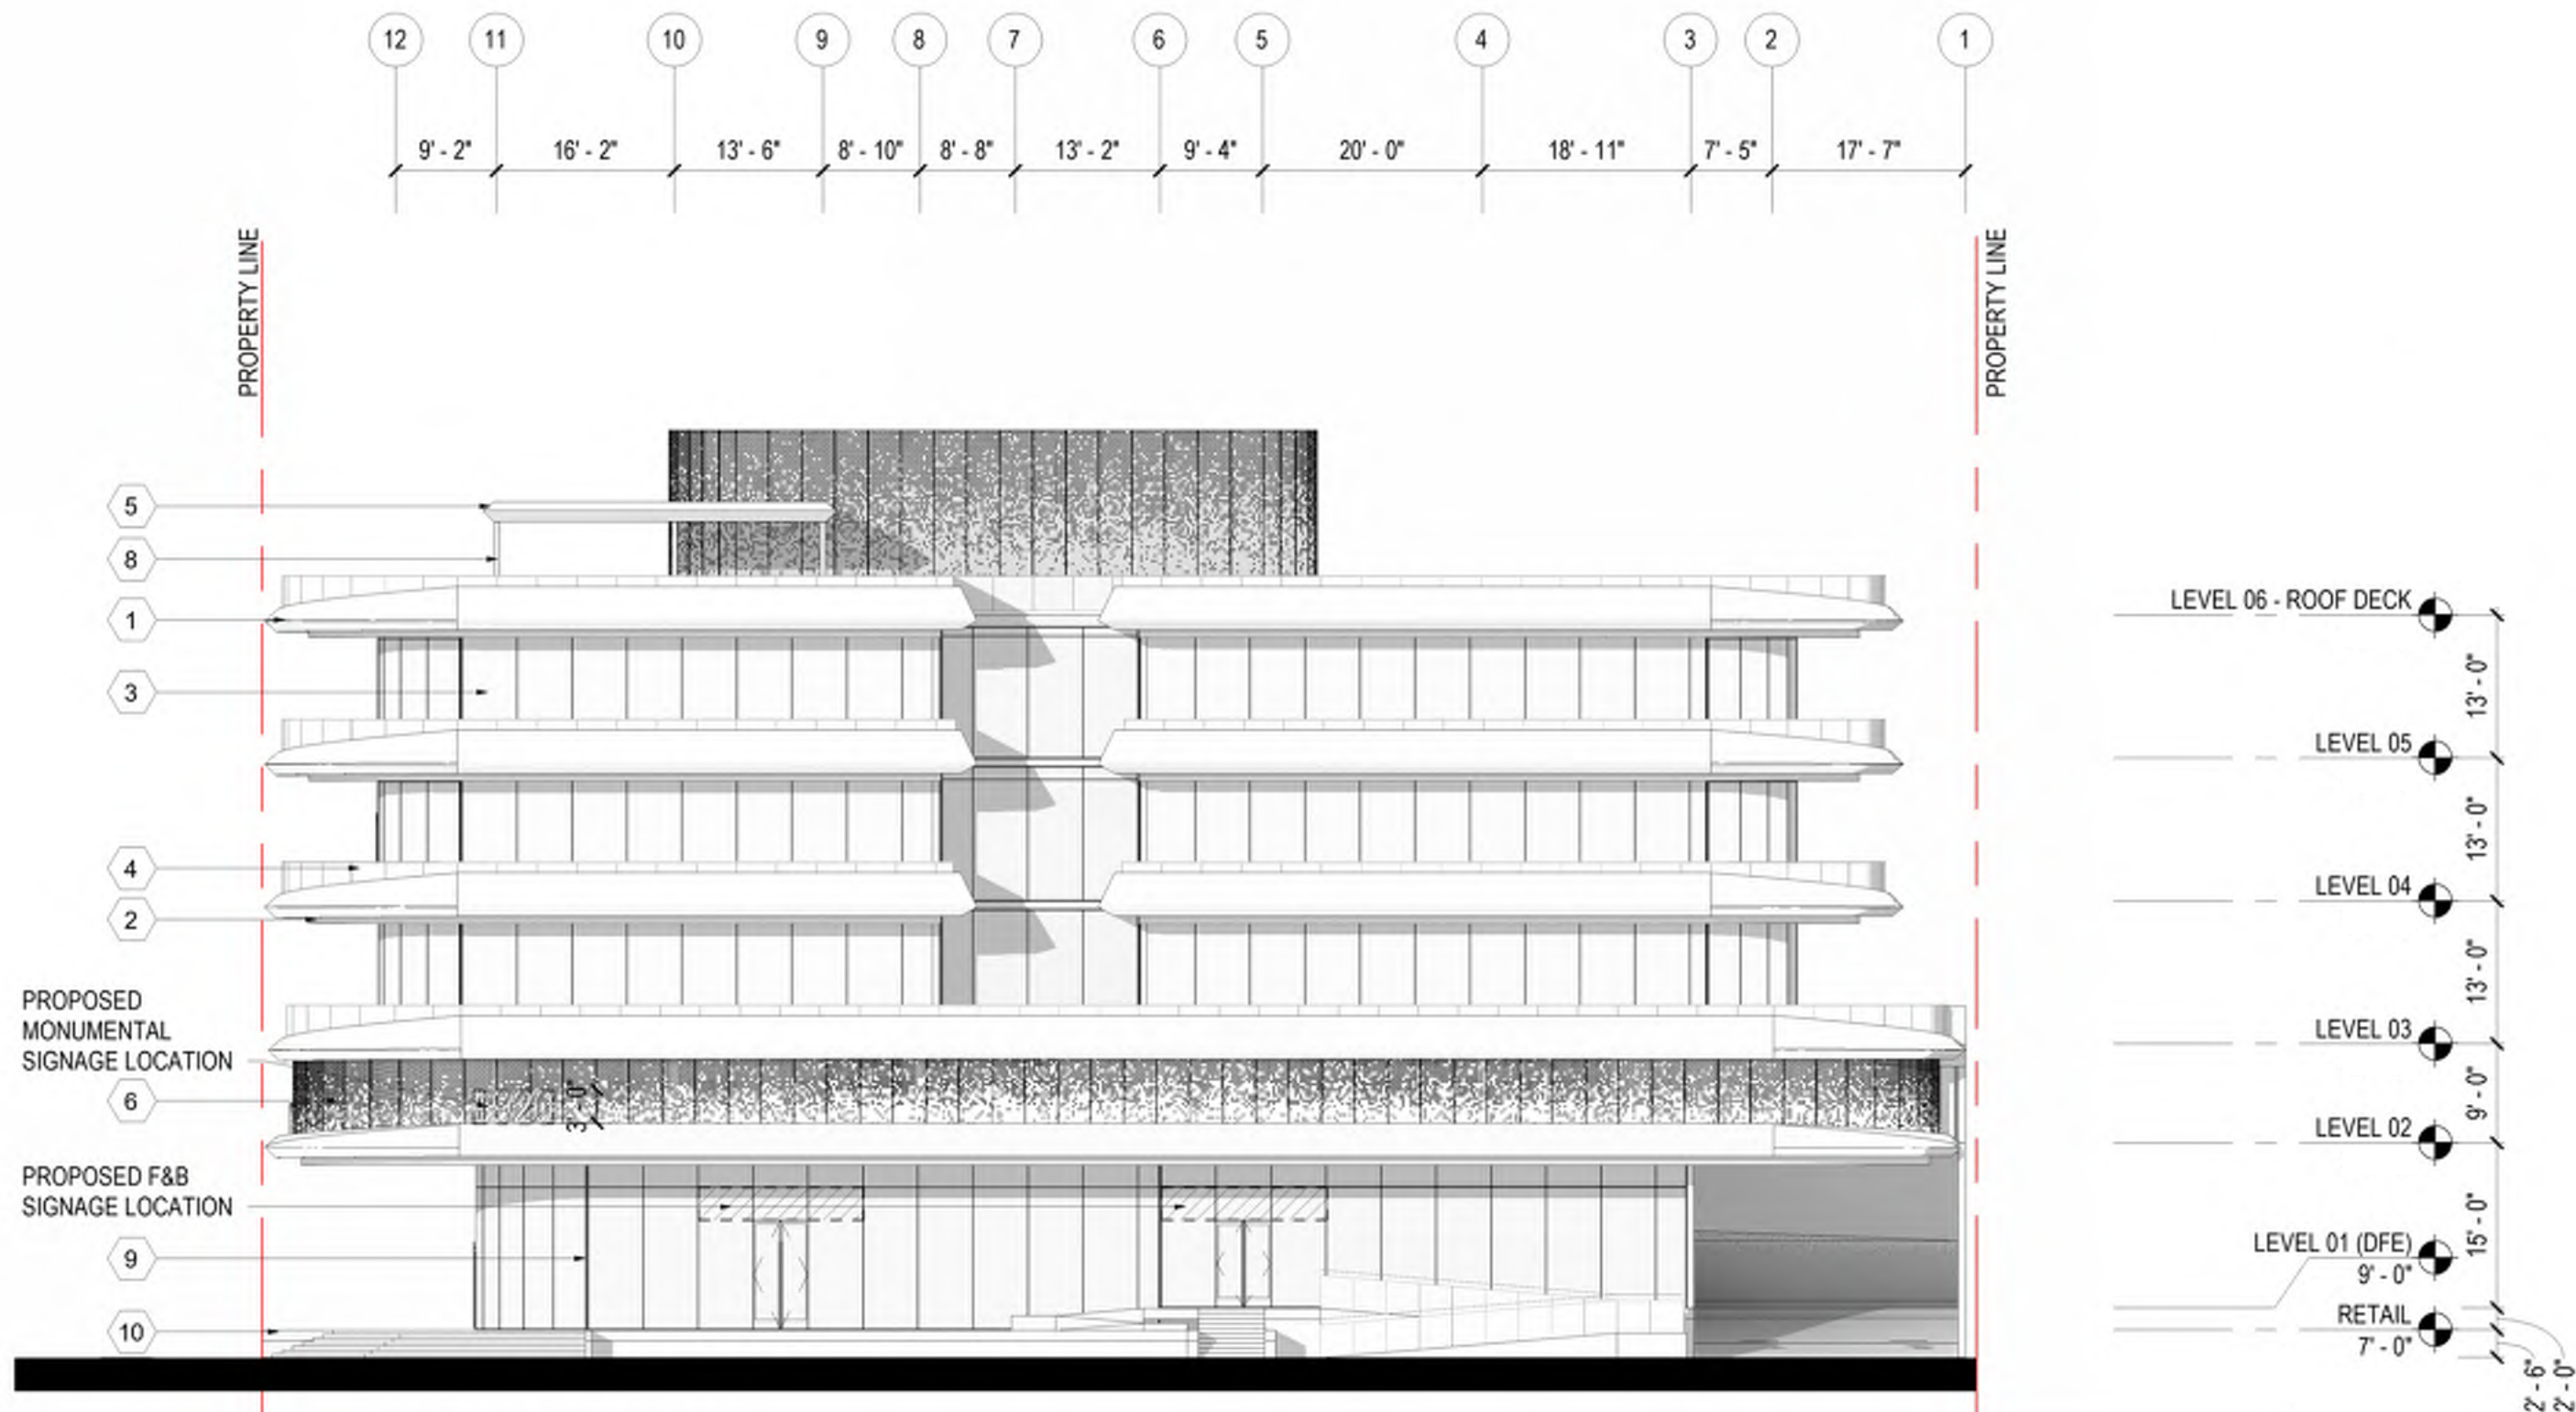 12 11 10 9 8 7 6 5 4 3 2 1
9' - 2" 16' - 2" 13' - 6" 8' - 10" 8' - 8" 13' - 2" 9' - 4" 20' - 0" 18' - 11" 7' - 5" 17' - 7"
PROPERTY LINE
PROPERTY LINE
5
8
1
3
4
2
PROPOSED
MONUMENTAL
SIGNAGE LOCATION
6
3' - 0"
PROPOSED F&B
SIGNAGE LOCATION
9
10
LEVEL 06 - ROOF DECK
13' - 0"
LEVEL 05
13' - 0"
LEVEL 04
13' - 0"
LEVEL 03
9' - 0"
LEVEL 02
15' - 0"
LEVEL 01 (DFE)
9' - 0"
RETAIL
7' - 0"
2' - 6"
2' - 0"